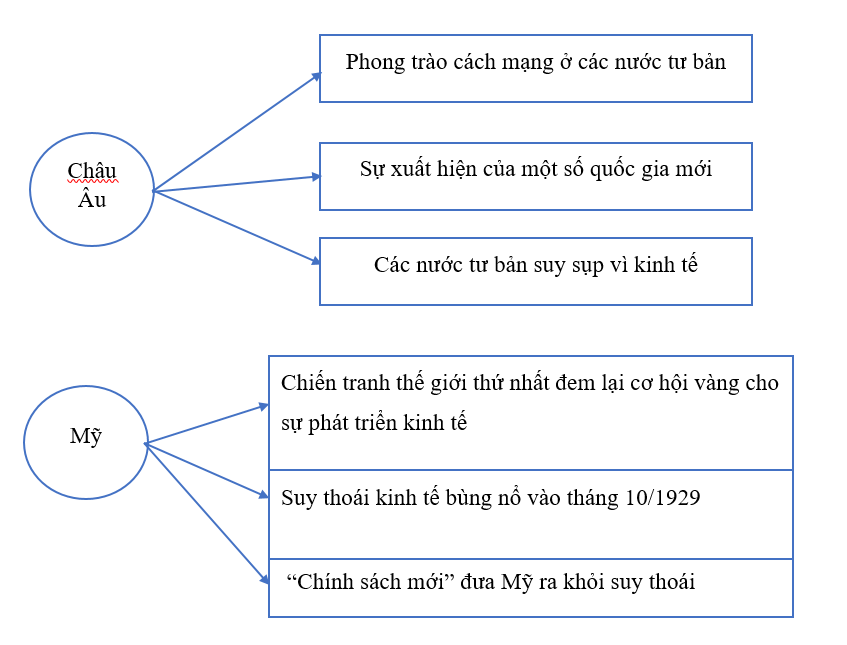 Phong trào cách mạng ở các nước tư bản
Châu
Âu
Sự xuất hiện của một số quốc gia mới
Các nước tư bản suy sụp vì kinh tế
Mỹ
Chiến tranh thế giới thứ nhất đem lại cơ hội vàng cho
sự phát triển kinh tế
Suy thoái kinh tế bùng nổ vào tháng 10/1929
“Chính sách mới” đưa Mỹ ra khỏi suy thoái